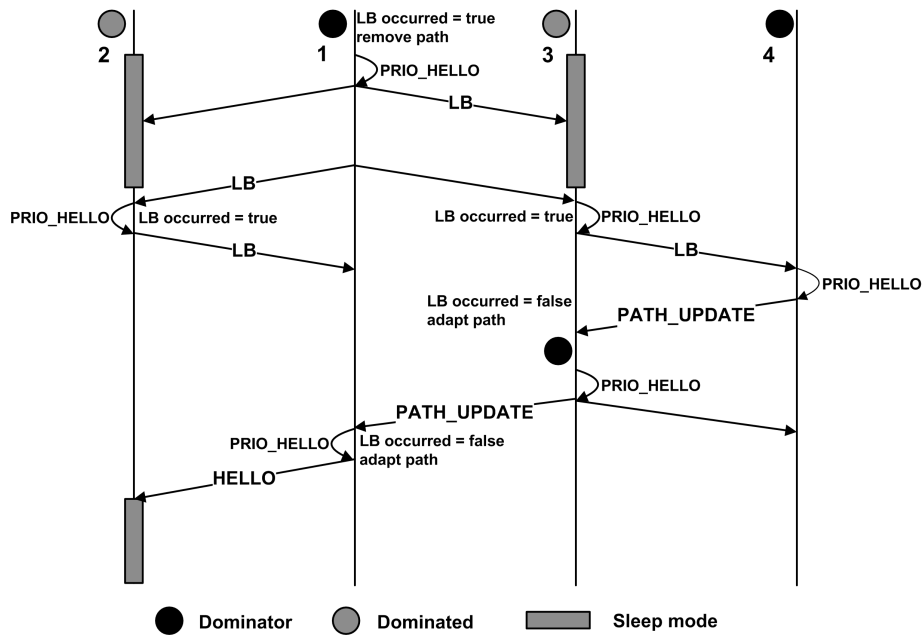 LB occurred = true
remove path
2
1
3
4
PRIO_HELLO
LB
LB
PRIO_HELLO
LB occurred = true
LB occurred = true
PRIO_HELLO
LB
LB
PRIO_HELLO
LB occurred = false
adapt path
PATH_UPDATE
PRIO_HELLO
PATH_UPDATE
PRIO_HELLO
LB occurred = false
adapt path
HELLO
Dominator
Dominated
Sleep mode